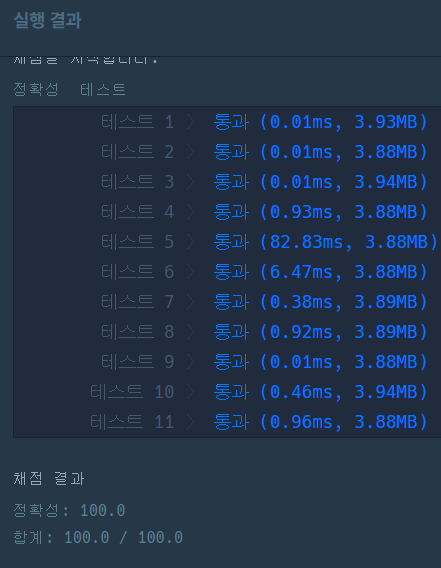 실행 결과
채점을 시작합니다.
정확성 테스트
테스트 1 〉 통과 (0.01ms, 3.93MB)
테스트 2 〉 통과 (0.01ms, 3.88MB)
테스트 3 〉 통과 (0.01ms, 3.94MB)
테스트 4 〉 통과 (0.93ms, 3.88MB)
테스트 5 〉 통과 (82.83ms, 3.88MB)
테스트 6 〉 통과 (6.47ms, 3.88MB)
테스트 7 〉 통과 (0.38ms, 3.89MB)
테스트 8 〉 통과 (0.92ms, 3.89MB)
테스트 9 〉 통과 (0.01ms, 3.88MB)
테스트 10 〉 통과 (0.46ms, 3.94MB)
테스트 11 〉 통과 (0.96ms, 3.88MB)
채점 결과
정확성: 100.0
합계: 100.0 / 100.0